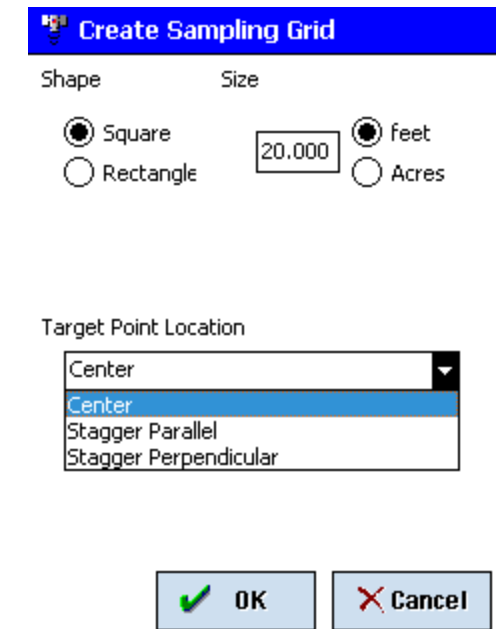 Create Sampling Grid
Shape Size
Square 20.000 feet
Rectangle Acres
Target Point Location
Center
Center
Stagger Parallel
Stagger Perpendicular
OK Cancel